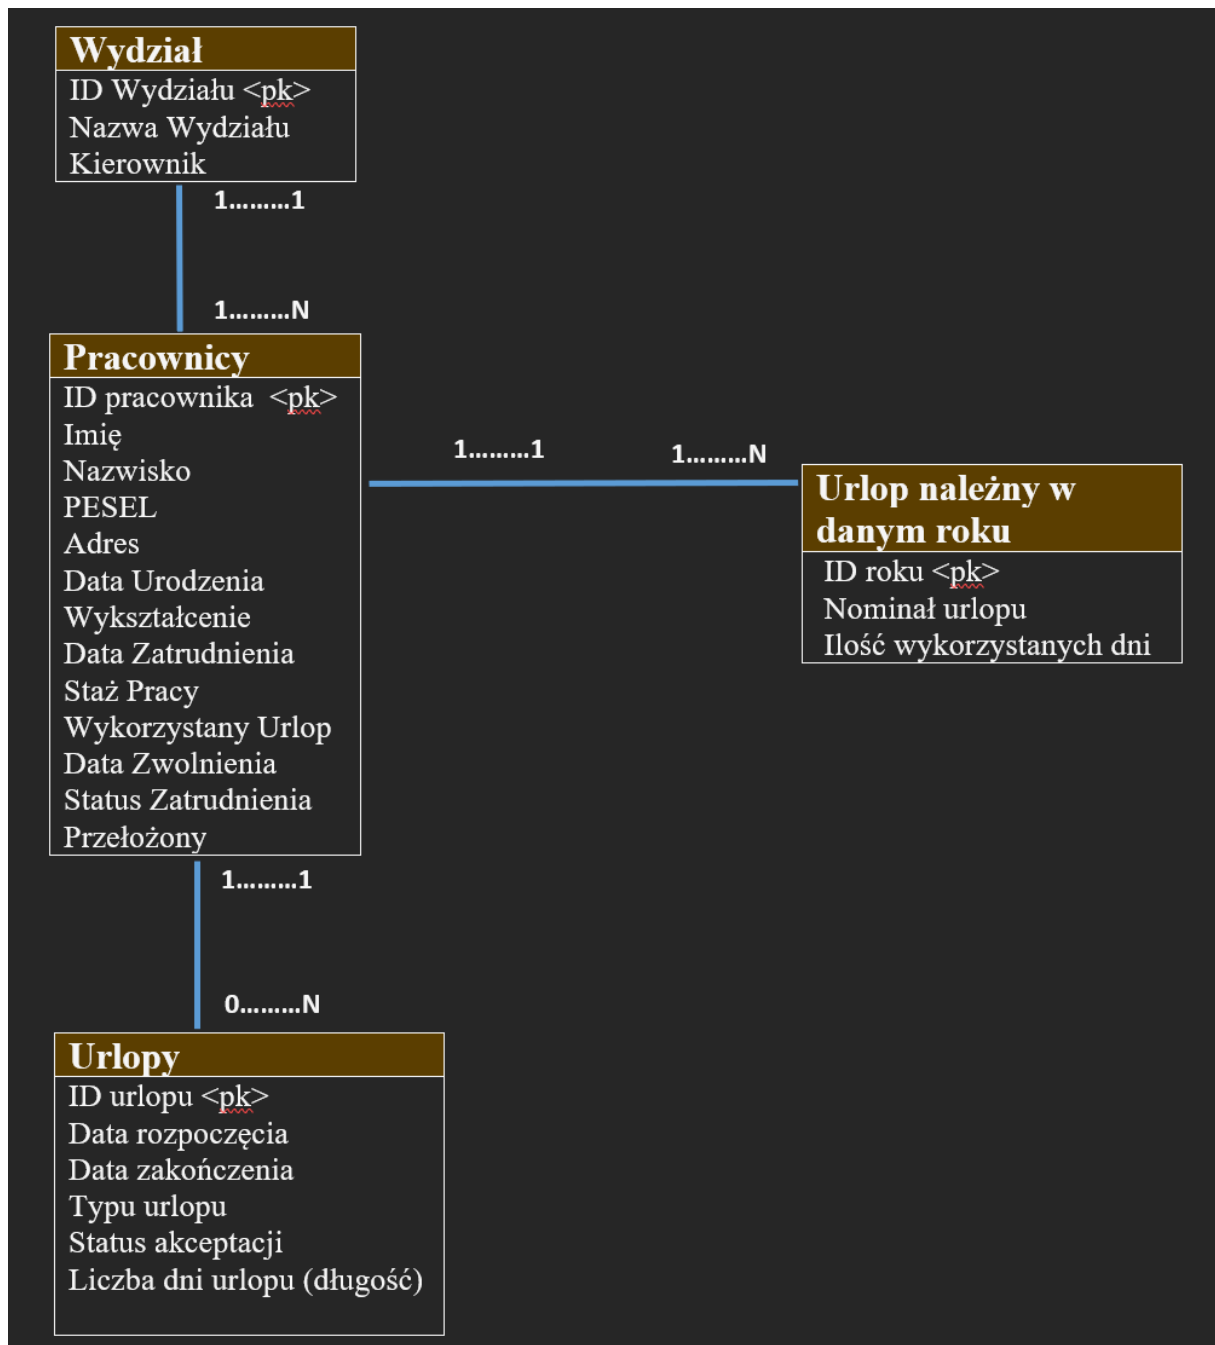 Wydział
ID Wydziału <pk>
Nazwa Wydziału
Kierownik
1.........1
1.........N
Pracownicy
ID pracownika <pk>
Imię
Nazwisko
PESEL
Adres
Data Urodzenia
Wykształcenie
Data Zatrudnienia
Staż Pracy
Wykorzystany Urlop
Data Zwolnienia
Status Zatrudnienia
Przełożony
1.........1
1.........N
Urlop należny w
danym roku
ID roku <pk>
Nominał urlopu
Ilość wykorzystanych dni
1.........1
0.........N
Urlopy
ID urlopu <pk>
Data rozpoczęcia
Data zakończenia
Typu urlopu
Status akceptacji
Liczba dni urlopu (długość)